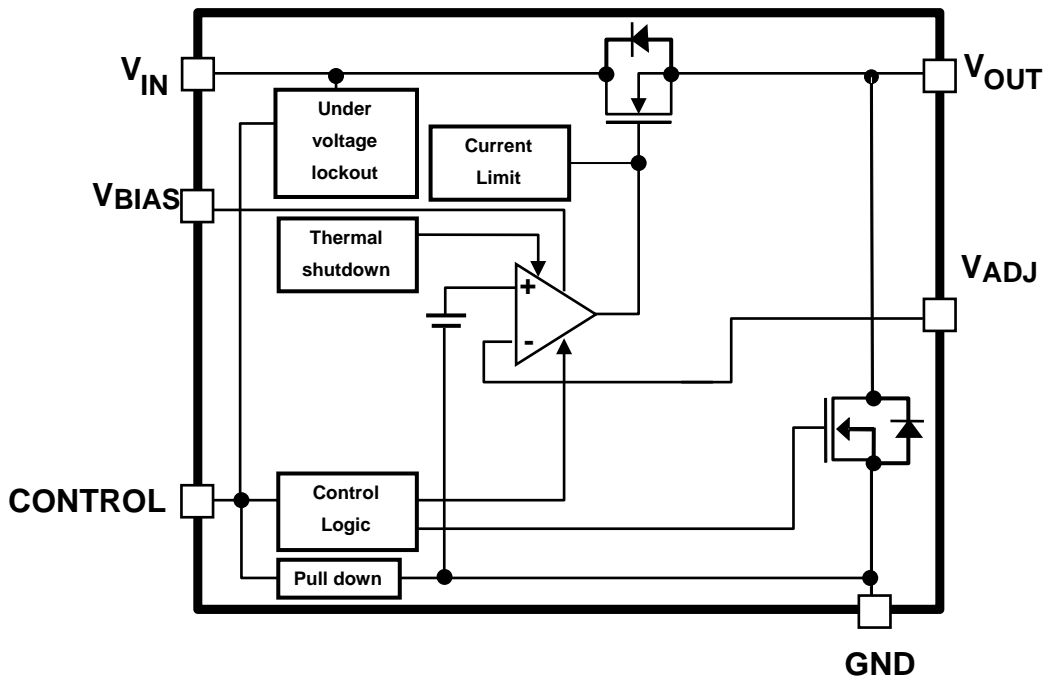 VIN
VOUT
Under
voltage
lockout
Current
Limit
VBIAS
Thermal
shutdown
VADJ
+
-
CONTROL
Control
Logic
Pull down
GND